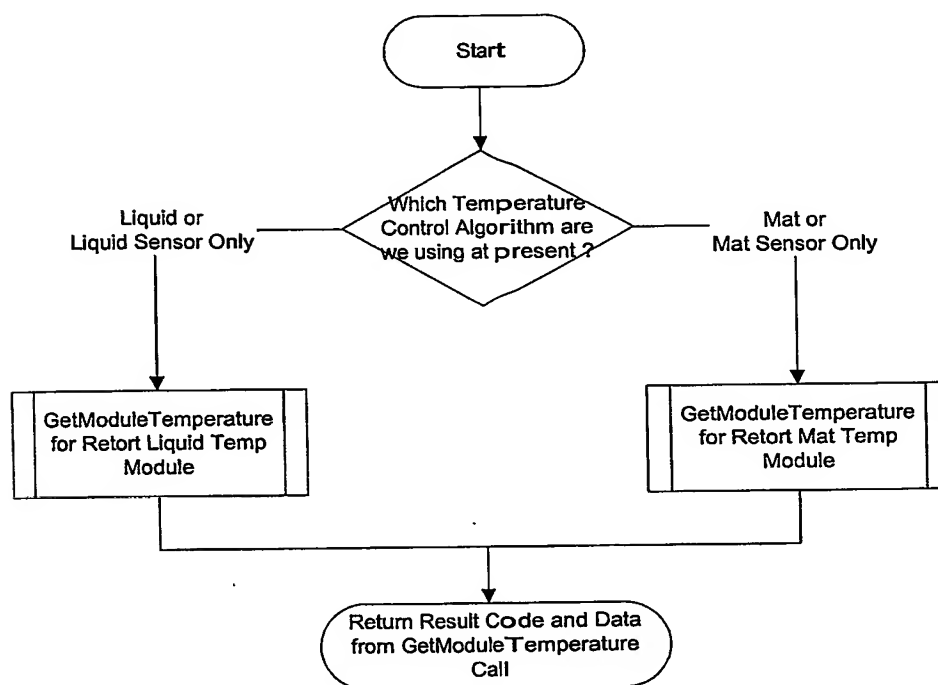 Start
Which Temperature
Control Algorithm are
we using at present ?
Liquid or
Liquid Sensor Only
Mat or
Mat Sensor Only
GetModuleTemperature
for Retort Liquid Temp
Module
GetModuleTemperature
for Retort Mat Temp
Module
Return Result Code and Data
from GetModuleTemperature
Call